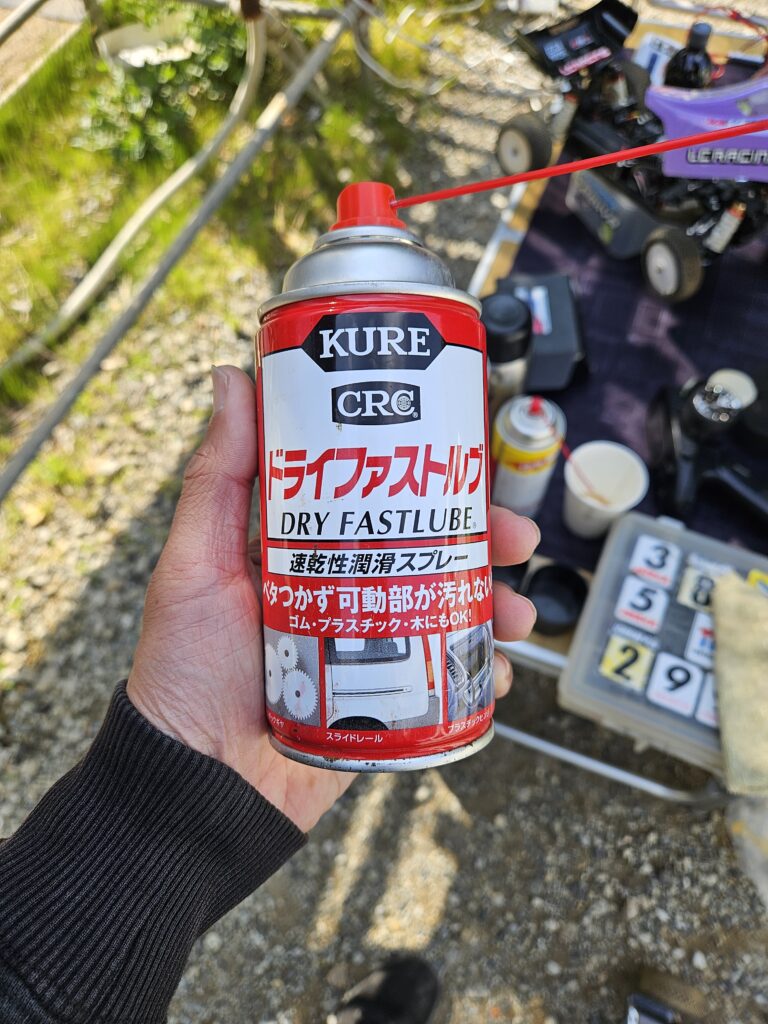 KURE
CRC
ドライファストルブ
DRY FASTLUBE
速乾性潤滑スプレー
ベタつかず可動部が汚れない
ゴム・プラスチック・木にもOK!
スライドレール
LC RACING
3
8
5
2
9